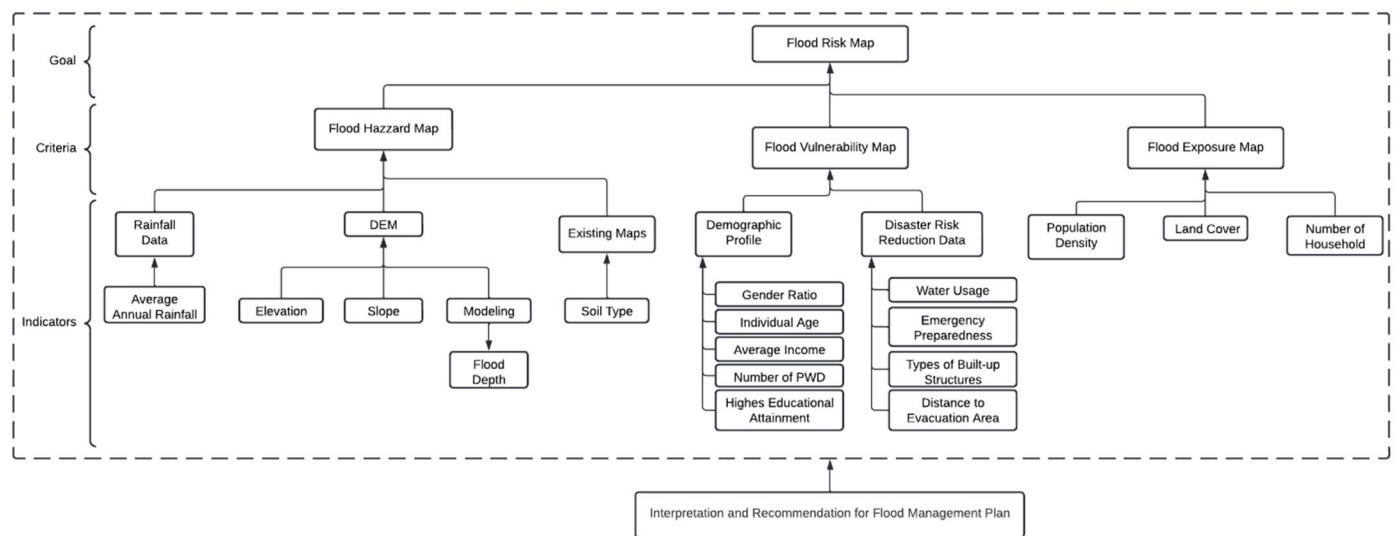 Goal
Flood Risk Map
Criteria
Flood Hazzard Map
Flood Vulnerability Map
Flood Exposure Map
Indicators
Rainfall
Data
DEM
Existing Maps
Demographic
Profile
Disaster Risk
Reduction Data
Population
Density
Land Cover
Number of
Household
Average
Annual Rainfall
Elevation
Slope
Modeling
Soil Type
Flood
Depth
Gender Ratio
Individual Age
Average Income
Number of PWD
Highes Educational
Attainment
Water Usage
Emergency
Preparedness
Types of Built-up
Structures
Distance to
Evacuation Area
Interpretation and Recommendation for Flood Management Plan